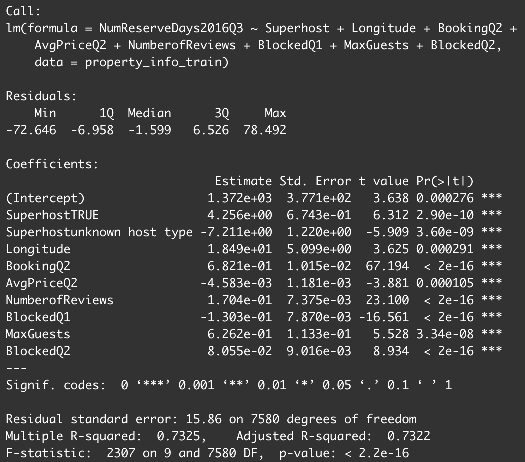 Call:
lm(formula = NumReserveDays2016Q3 ~ Superhost + Longitude + BookingQ2 +
    AvgPriceQ2 + NumberofReviews + BlockedQ1 + MaxGuests + BlockedQ2,
    data = property_info_train)
Residuals:
    Min      1Q  Median      3Q     Max
-72.646  -6.958  -1.599   6.526  78.492
Coefficients:
                             Estimate Std. Error t value Pr(>|t|)
(Intercept)                 1.372e+03  3.771e+02   3.638 0.000276 ***
SuperhostTRUE               4.256e+00  6.743e-01   6.312 2.90e-10 ***
Superhostunknown host type -7.211e+00  1.220e+00  -5.909 3.60e-09 ***
Longitude                   1.849e+01  5.099e+00   3.625 0.000291 ***
BookingQ2                   6.821e-01  1.015e-02  67.194  < 2e-16 ***
AvgPriceQ2                 -4.583e-03  1.181e-03  -3.881 0.000105 ***
NumberofReviews             1.704e-01  7.375e-03  23.100  < 2e-16 ***
BlockedQ1                  -1.303e-01  7.870e-03 -16.561  < 2e-16 ***
MaxGuests                   6.262e-01  1.133e-01   5.528 3.34e-08 ***
BlockedQ2                   8.055e-02  9.016e-03   8.934  < 2e-16 ***
---
Signif. codes:  0 ‘***’ 0.001 ‘**’ 0.01 ‘*’ 0.05 ‘.’ 0.1 ‘ ’ 1
Residual standard error: 15.86 on 7580 degrees of freedom
Multiple R-squared:  0.7325,    Adjusted R-squared:  0.7322
F-statistic:  2307 on 9 and 7580 DF,  p-value: < 2.2e-16